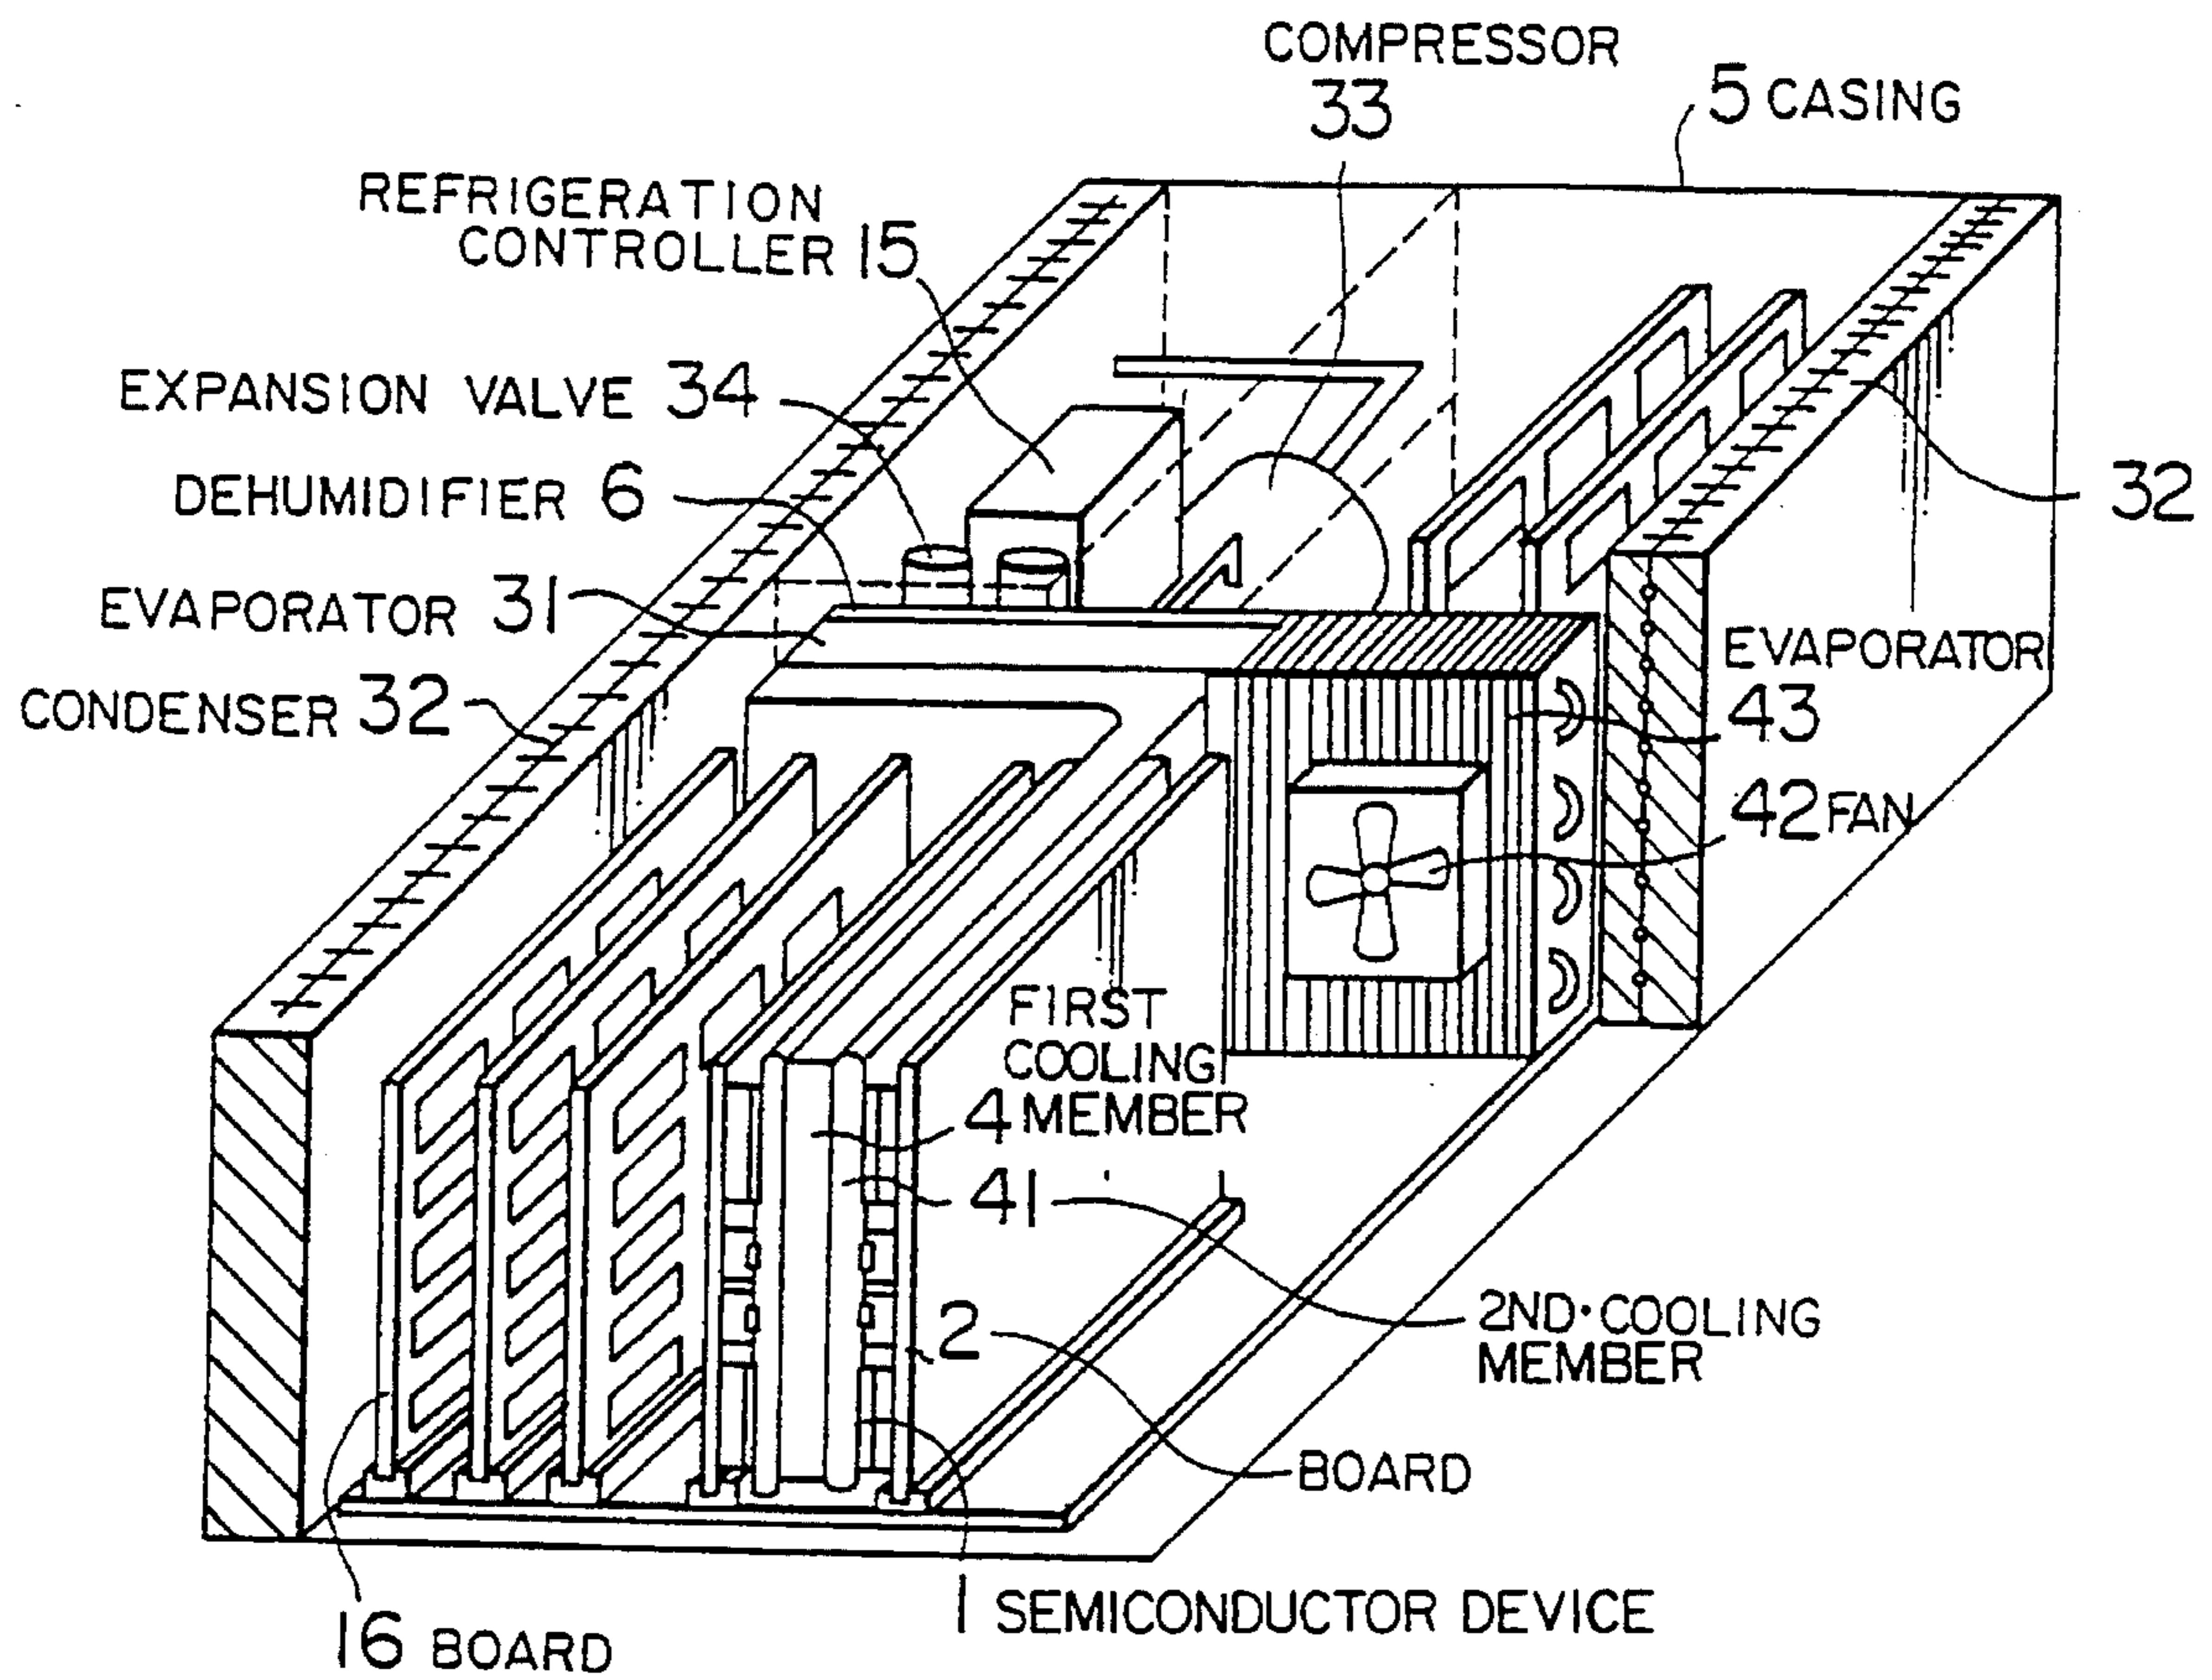 COMPRESSOR
33
5 CASING
REFRIGERATION
CONTROLLER 15
EXPANSION VALVE 34
DEHUMIDIFIER 6
32
EVAPORATOR 31
EVAPORATOR
43
CONDENSER 32
42 FAN
FIRST
COOLING
4 MEMBER
41
2ND·COOLING
MEMBER
2
BOARD
1 SEMICONDUCTOR DEVICE
16 BOARD